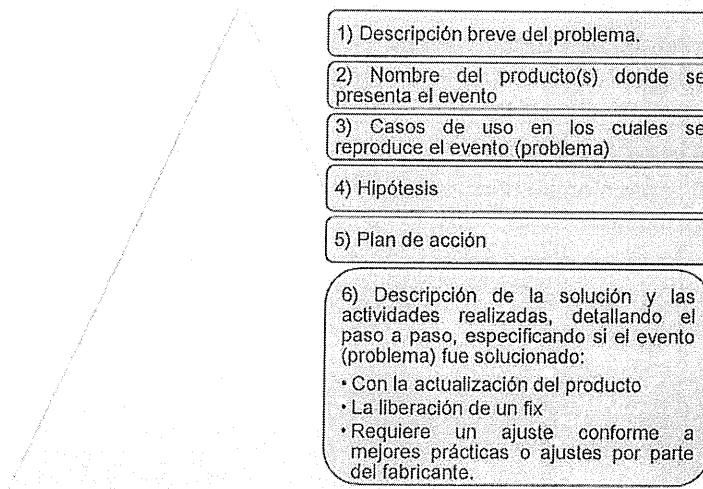 1) Descripción breve del problema.
2) Nombre del producto(s) donde se
presenta el evento
3) Casos de uso en los cuales se
reproduce el evento (problema)
4) Hipótesis
5) Plan de acción
6) Descripción de la solución y las
actividades realizadas, detallando el
paso a paso, especificando si el evento
(problema) fue solucionado:
• Con la actualización del producto
• La liberación de un fix
• Requiere un ajuste conforme a
mejores prácticas o ajustes por parte
del fabricante.